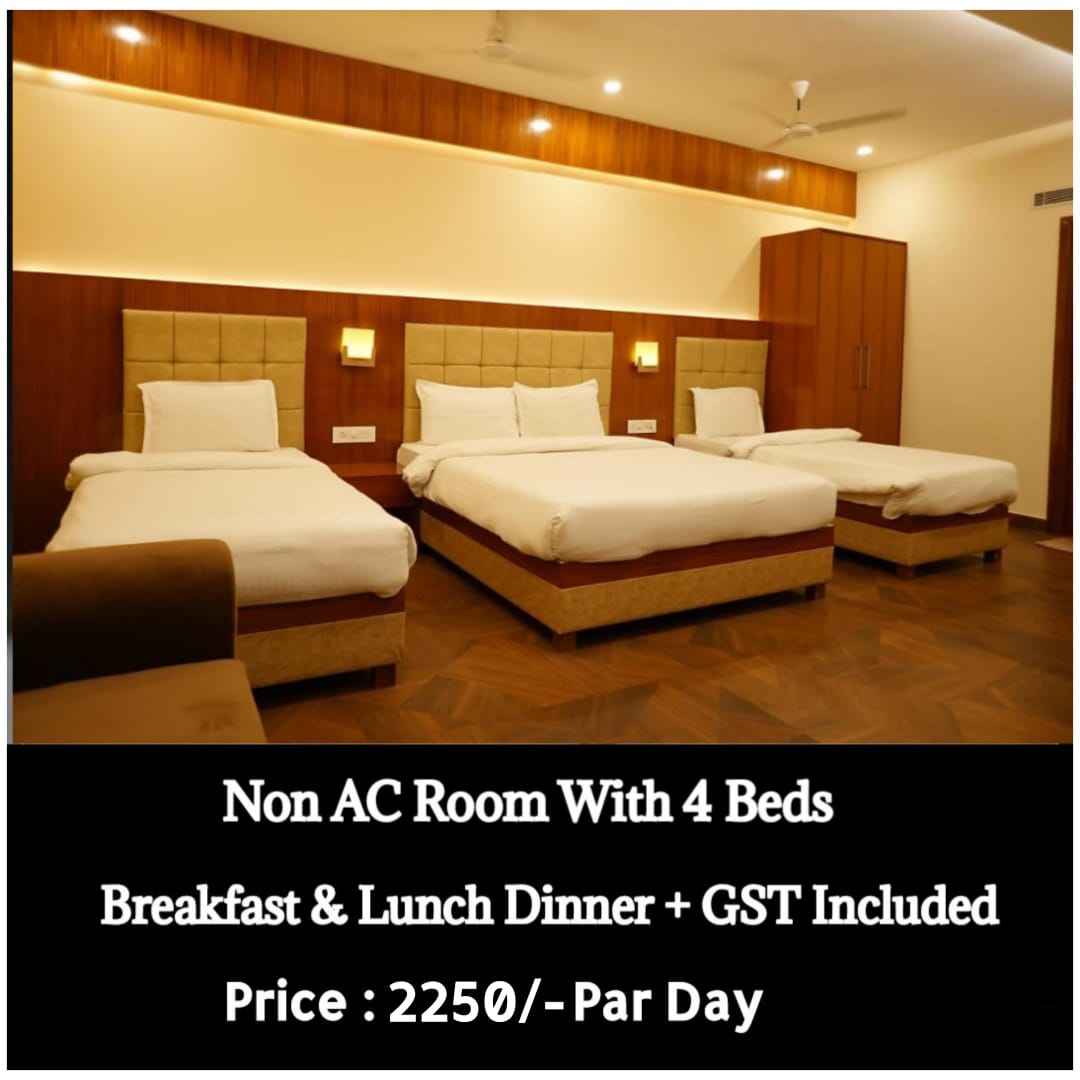 Non AC Room With 4 Beds
Breakfast & Lunch Dinner + GST Included
Price : 2250/- Par Day